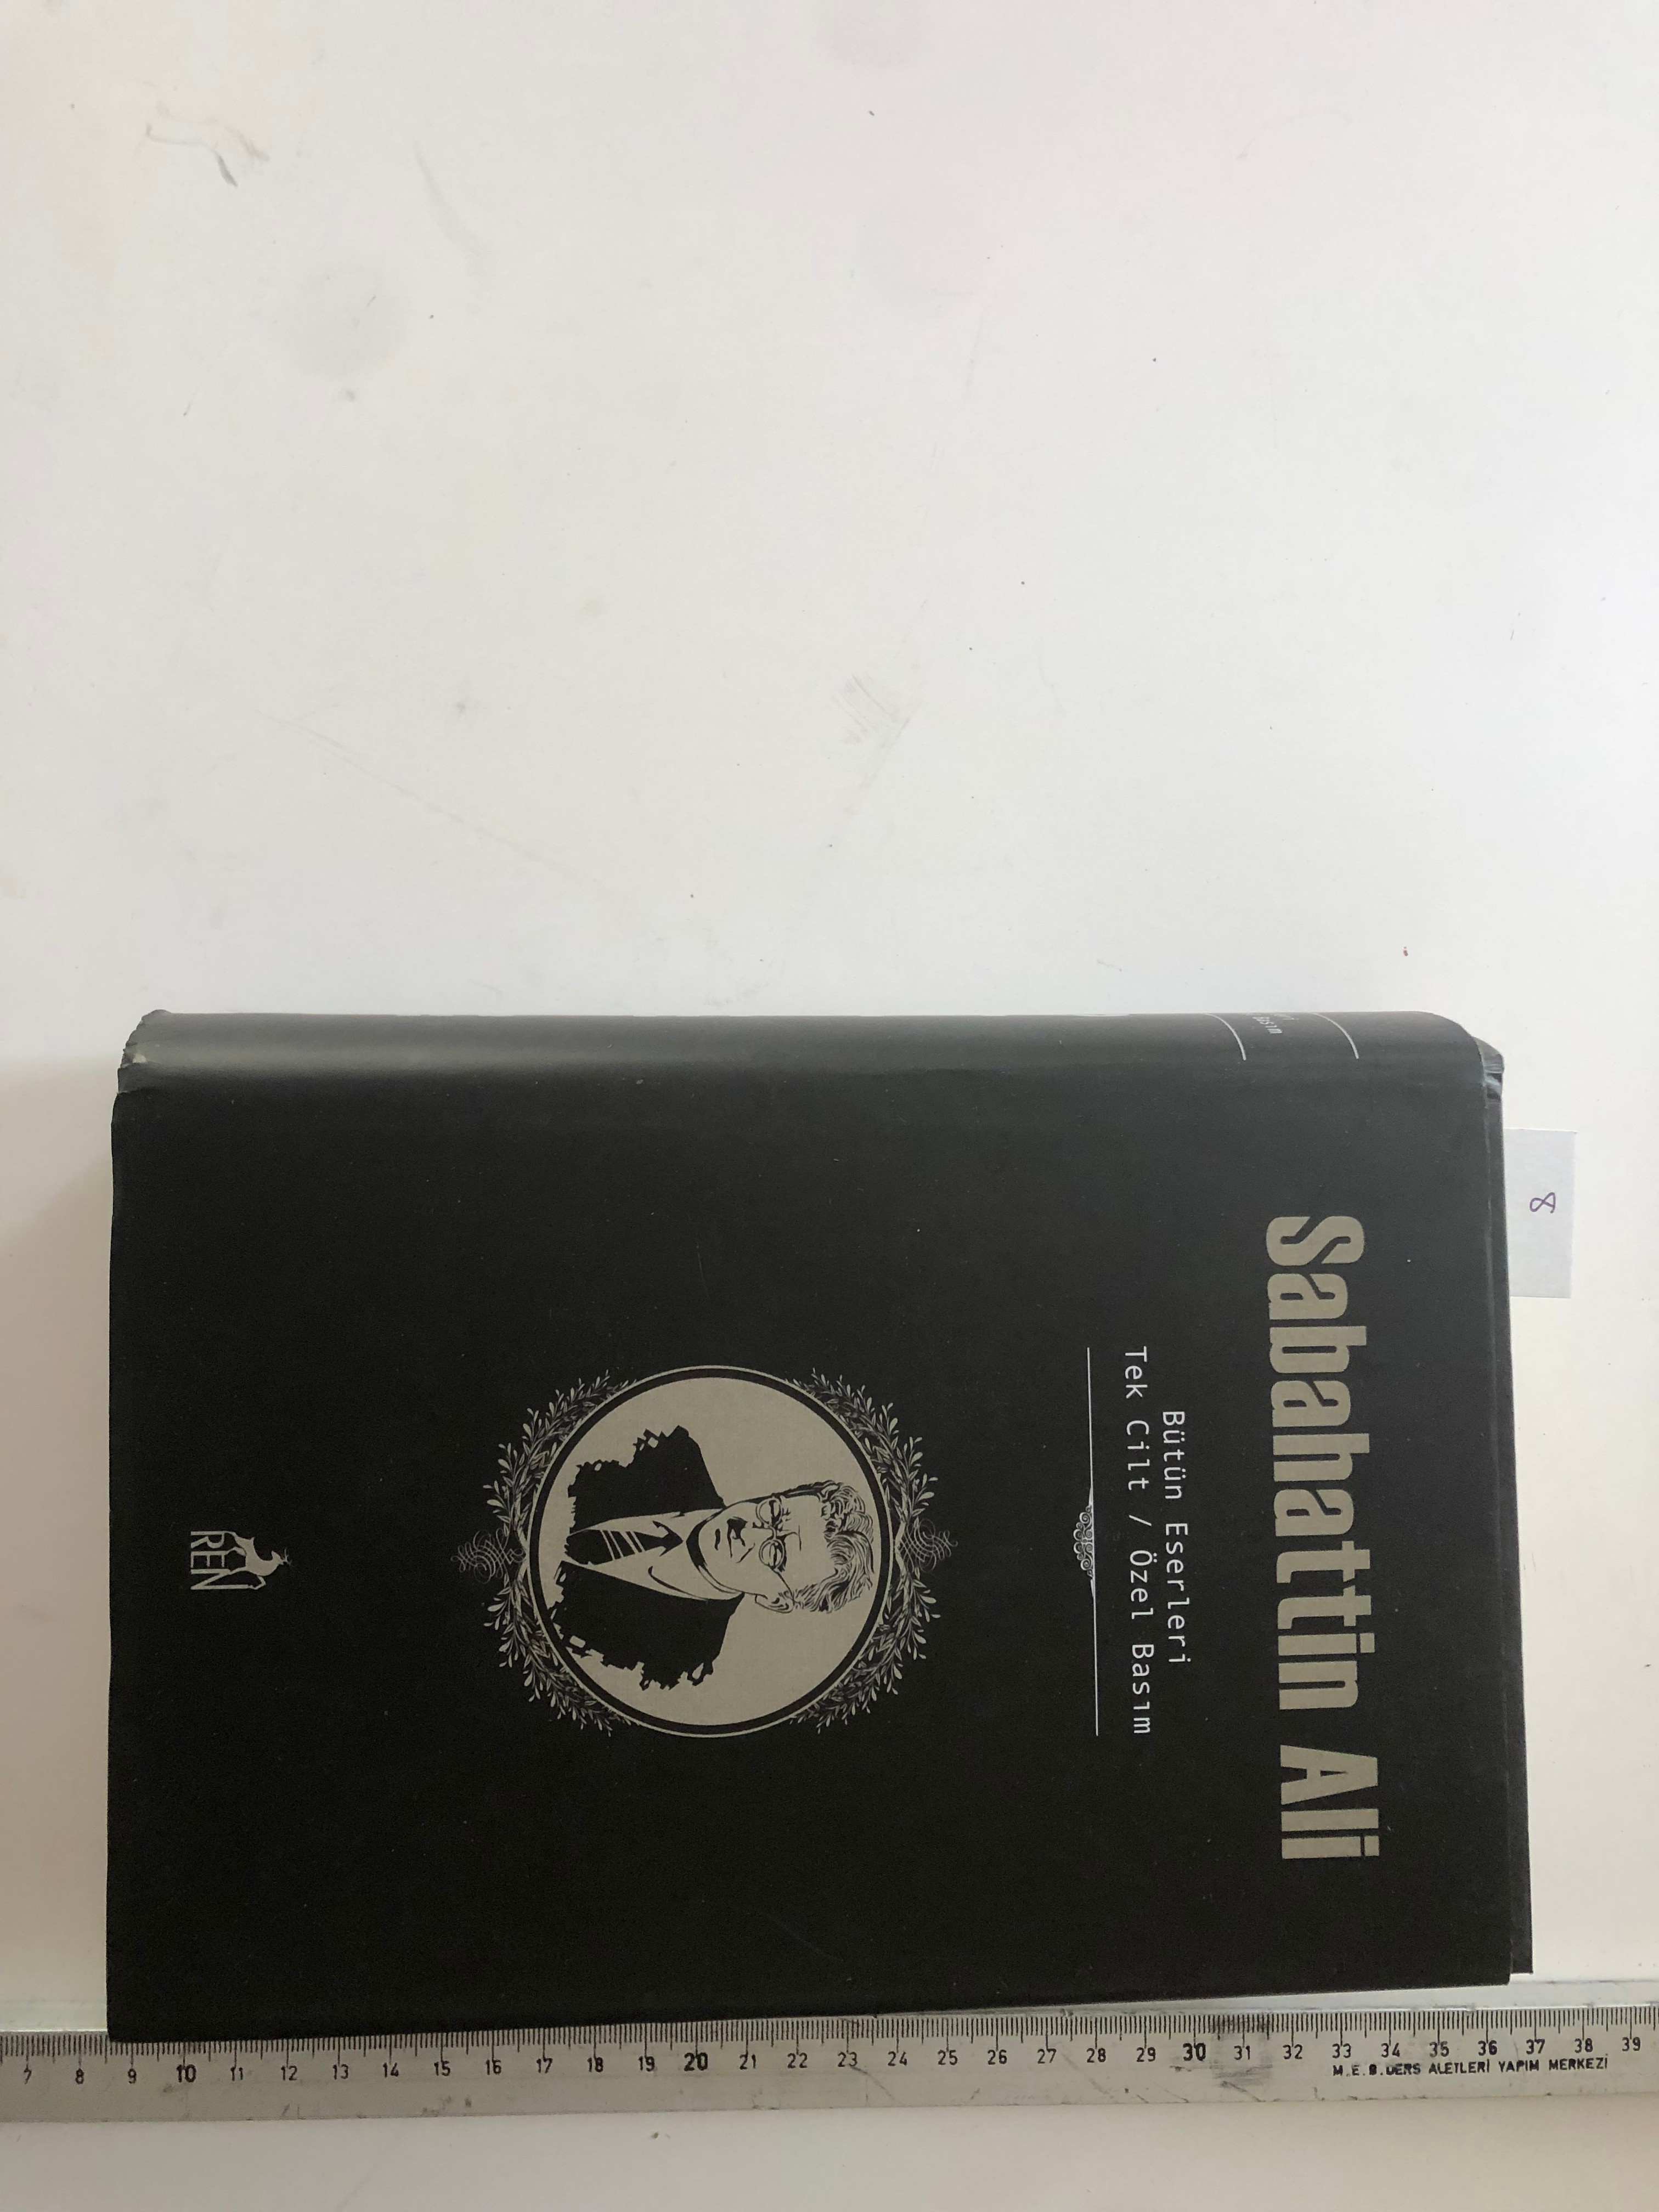 Sabahattin Ali
Bütün Eserleri
Tek Cilt / Özel Basım
REN
8
7 8 9 10 11 12 13 14 15 16 17 18 19 20 21 22 23 24 25 26 27 28 29 30 31 32 33 34 35 36 37 38 39
M.E.B. DERS ALETLERİ YAPIM MERKEZİ